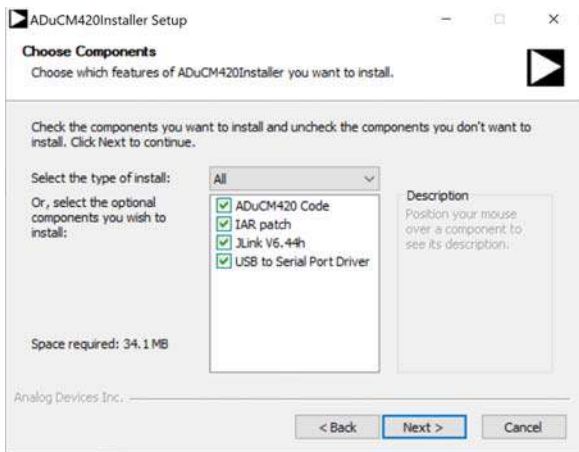 ADuCM420Installer Setup
Choose Components
Choose which features of ADuCM420Installer you want to install.
Check the components you want to install and uncheck the components you don't want to
install. Click Next to continue.
Select the type of install:
All
Or, select the optional
components you wish to
install:
ADuCM420 Code
IAR patch
JLink V6.44h
USB to Serial Port Driver
Description
Position your mouse
over a component to
see its description.
Space required: 34.1 MB
Analog Devices Inc.
< Back
Next >
Cancel